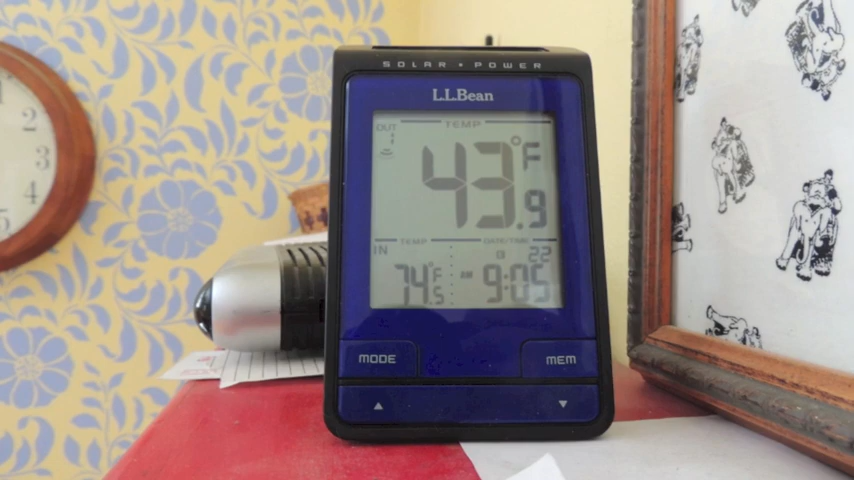 SOLAR • POWER
L.L.Bean
TEMP
OUT
43.9°F
TEMP
DATE/TIME
IN
22
74.5°F
AM 9:05
MODE
MEM
2
3
4
5